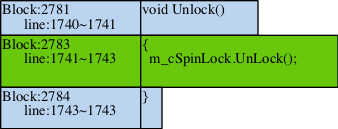 Block:2781 void Unlock()
line:1740~1741
Block:2783 {
line:1741~1743 m_cSpinLock.UnLock();
Block:2784 }
line:1743~1743